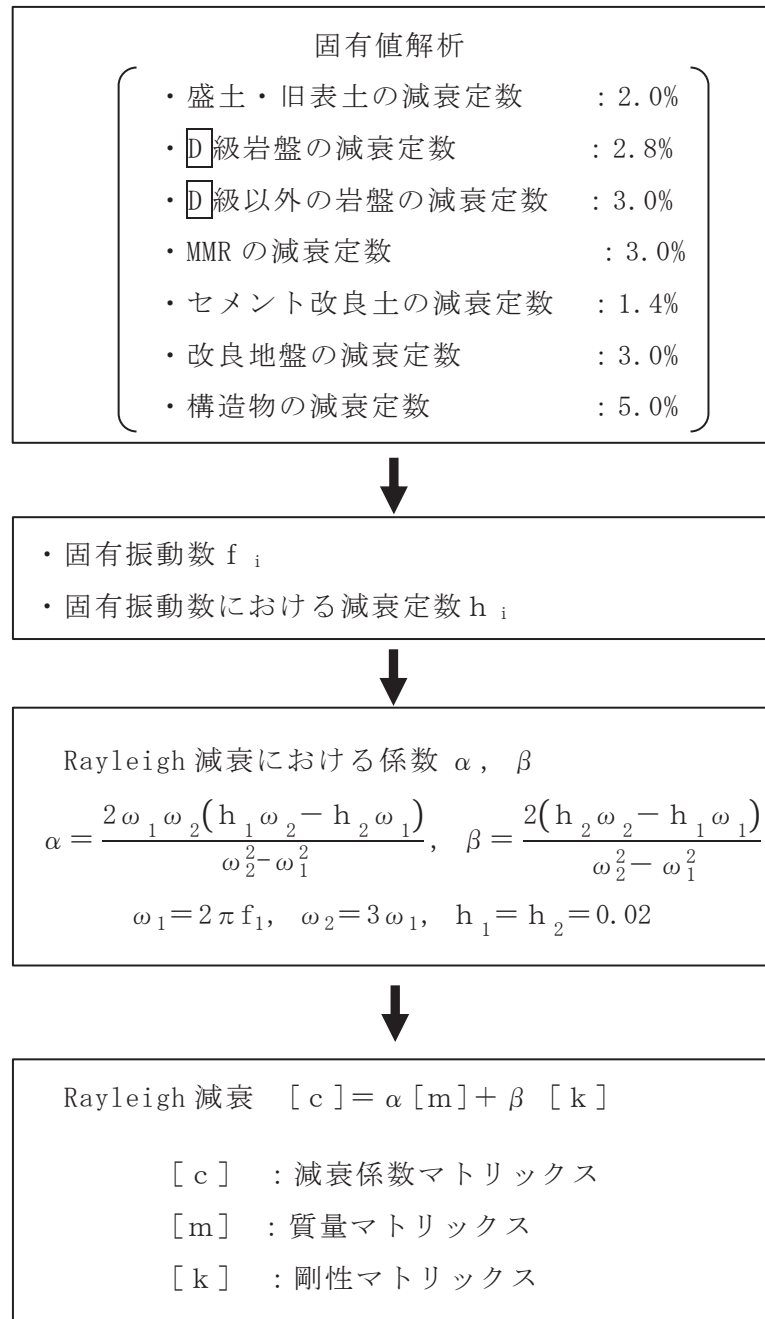 固有値解析
・盛土・旧表土の減衰定数 : 2.0%
・D級岩盤の減衰定数 : 2.8%
・D級以外の岩盤の減衰定数 : 3.0%
・MMRの減衰定数 : 3.0%
・セメント改良土の減衰定数 : 1.4%
・改良地盤の減衰定数 : 3.0%
・構造物の減衰定数 : 5.0%
・固有振動数 f i
・固有振動数における減衰定数 h i
Rayleigh減衰における係数 α, β
α＝2ω1ω2(h1ω2－h2ω1)/ω2^2-ω1^2, β＝2(h2ω2－h1ω1)/ω2^2－ω1^2
ω1＝2πf1, ω2＝3ω1, h1＝h2＝0.02
Rayleigh減衰 [c]＝α[m]＋β [k]
[c] :減衰係数マトリックス
[m] :質量マトリックス
[k] :剛性マトリックス